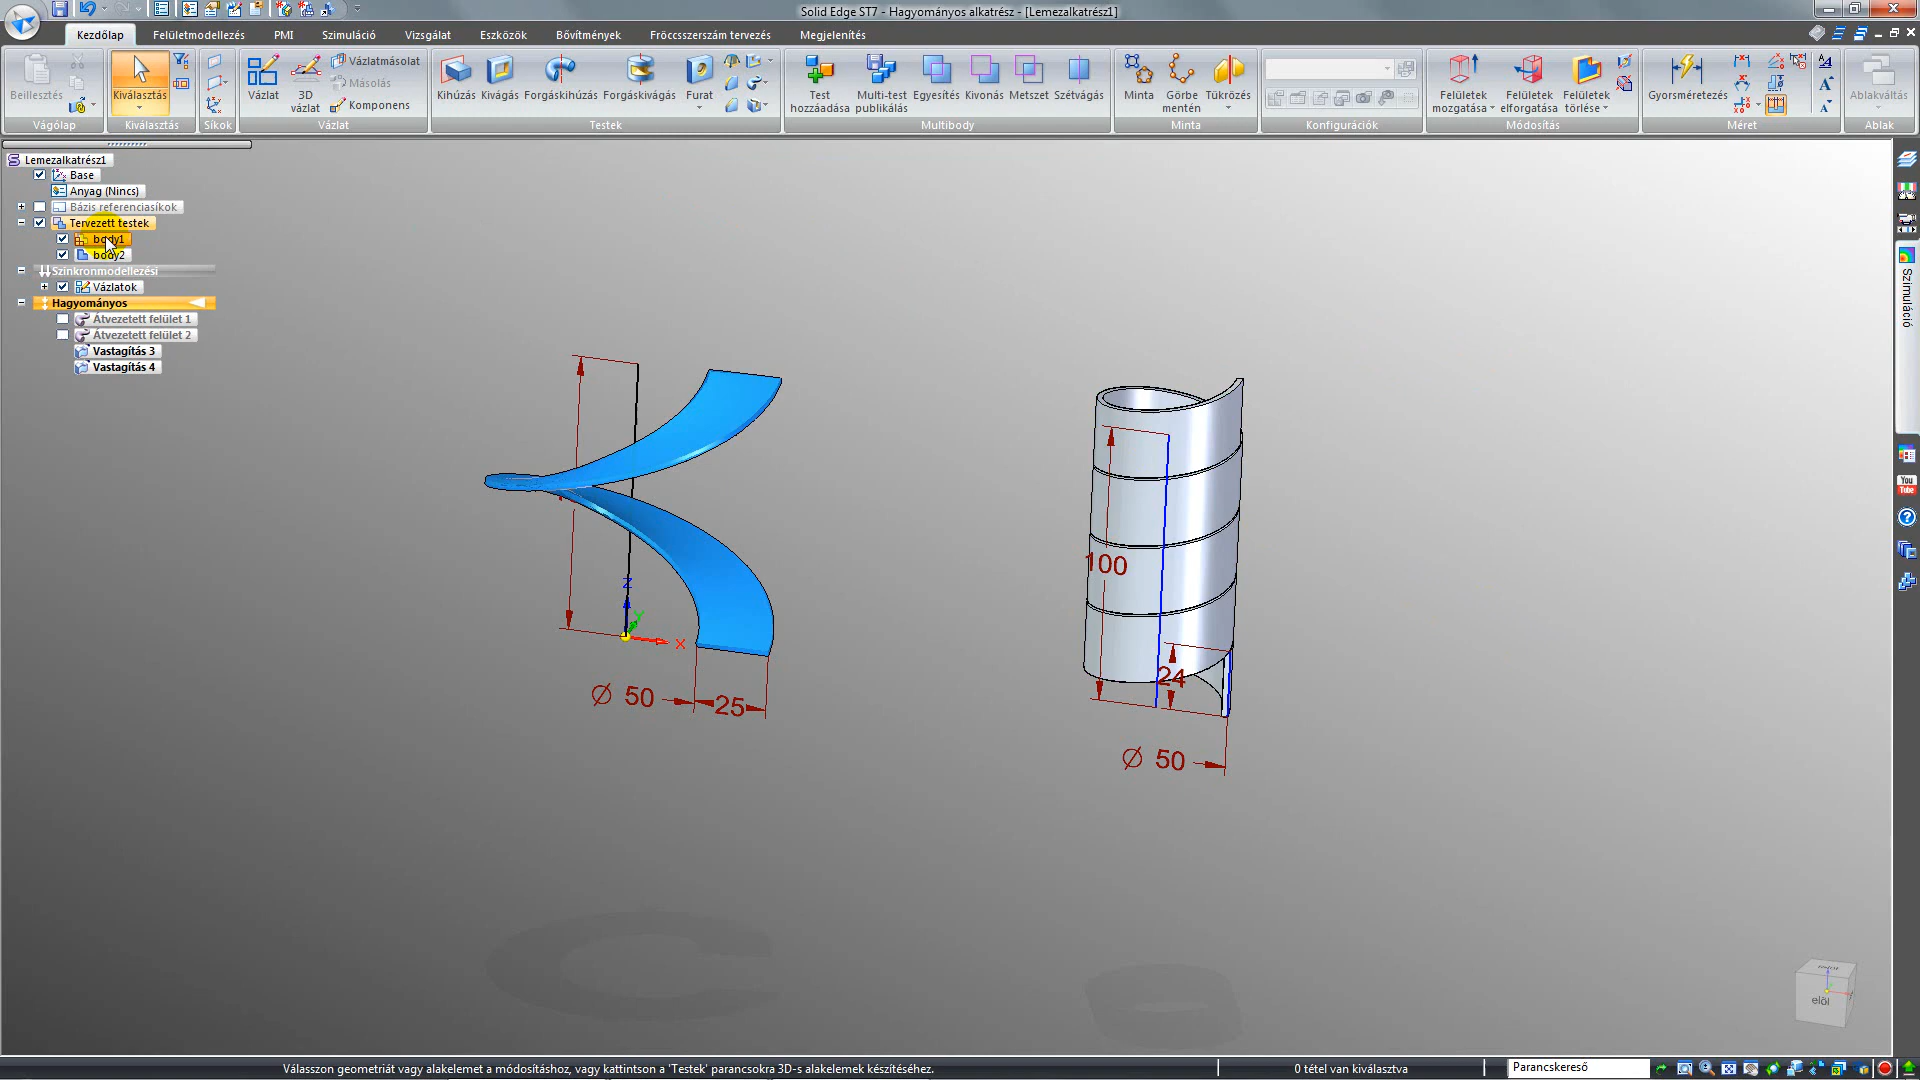 Solid Edge ST7 - Hagyományos alkatrész - [Lemezalkatrész1]
Kezdőlap
Felületmodellezés
PMI
Szimuláció
Vizsgálat
Eszközök
Bővítmények
Fröccsszerszám tervezés
Megjelenítés
Beillesztés
Kiválasztás
Vázlat
3D vázlat
Vázlatmásolat
Másolás
Komponens
Kihúzás
Kivágás
Forgáskihúzás
Forgáskivágás
Furat
Test hozzáadása
Multi-test publikálás
Egyesítés
Kivonás
Metszet
Szétvágás
Minta
Görbe mentén
Tükrözés
Felületek mozgatása
Felületek elforgatása
Felületek törlése
Gyorsméretezés
Ablakváltás
Vágólap
Kiválasztás
Síkok
Vázlat
Testek
Multibody
Minta
Konfigurációk
Módosítás
Méret
Ablak
Lemezalkatrész1
Base
Anyag (Nincs)
Bázis referenciasíkok
Tervezett testek
body1
body2
Szinkronmodellezési
Vázlatok
Hagyományos
Átvezetett felület 1
Átvezetett felület 2
Vastagítás 3
Vastagítás 4
Z
Y
X
∅ 50
25
100
24
∅ 50
Szimuláció
You
Tube
elöl
Válasszon geometriát vagy alakelemet a módosításhoz, vagy kattintson a 'Testek' parancsokra 3D-s alakelemek készítéséhez.
0 tétel van kiválasztva
Parancskereső